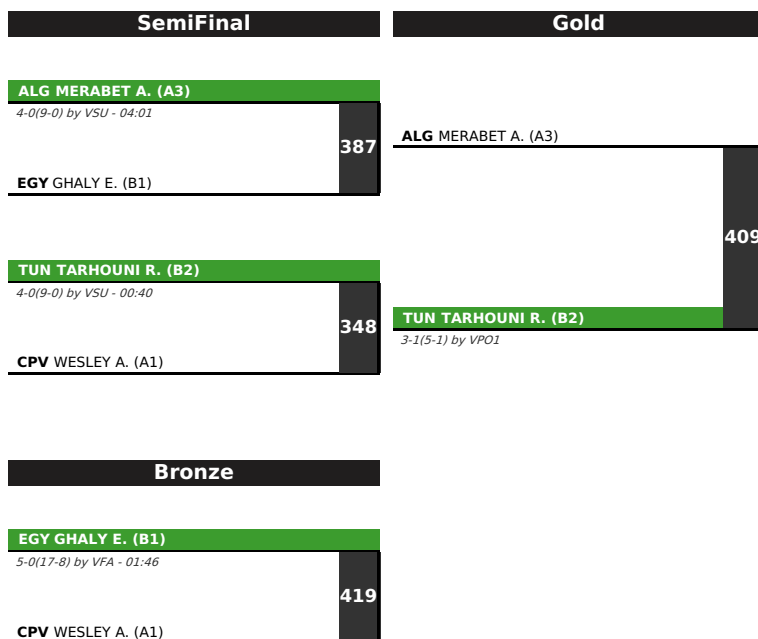 SemiFinal
ALG MERABET A. (A3)
4-0(9-0) by VSU - 04:01
387
EGY GHALY E. (B1)
TUN TARHOUNI R. (B2)
4-0(9-0) by VSU - 00:40
348
CPV WESLEY A. (A1)
Gold
ALG MERABET A. (A3)
409
TUN TARHOUNI R. (B2)
3-1(5-1) by VPO1
Bronze
EGY GHALY E. (B1)
5-0(17-8) by VFA - 01:46
419
CPV WESLEY A. (A1)